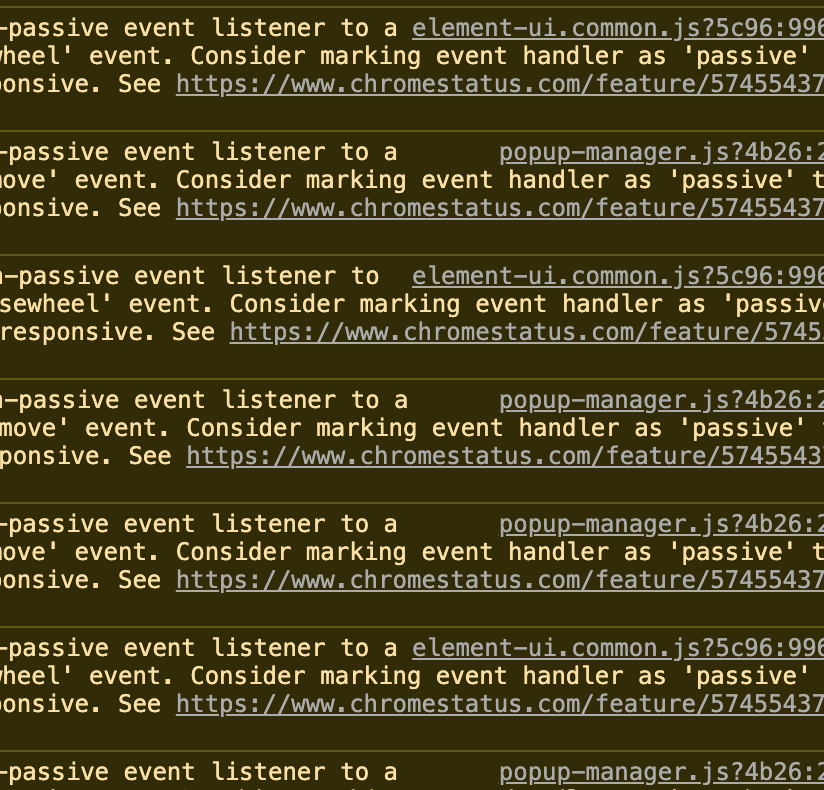 -passive event listener to a element-ui.common.js?5c96:996
wheel' event. Consider marking event handler as 'passive'
onsive. See https://www.chromestatus.com/feature/57455437
-passive event listener to a popup-manager.js?4b26:2
move' event. Consider marking event handler as 'passive' t
onsive. See https://www.chromestatus.com/feature/57455437
-passive event listener to element-ui.common.js?5c96:996
sewheel' event. Consider marking event handler as 'passiv
responsive. See https://www.chromestatus.com/feature/5745
-passive event listener to a popup-manager.js?4b26:2
move' event. Consider marking event handler as 'passive'
ponsive. See https://www.chromestatus.com/feature/5745543
-passive event listener to a popup-manager.js?4b26:2
move' event. Consider marking event handler as 'passive' t
onsive. See https://www.chromestatus.com/feature/57455437
-passive event listener to a element-ui.common.js?5c96:996
wheel' event. Consider marking event handler as 'passive'
onsive. See https://www.chromestatus.com/feature/57455437
-passive event listener to a popup-manager.js?4b26:2